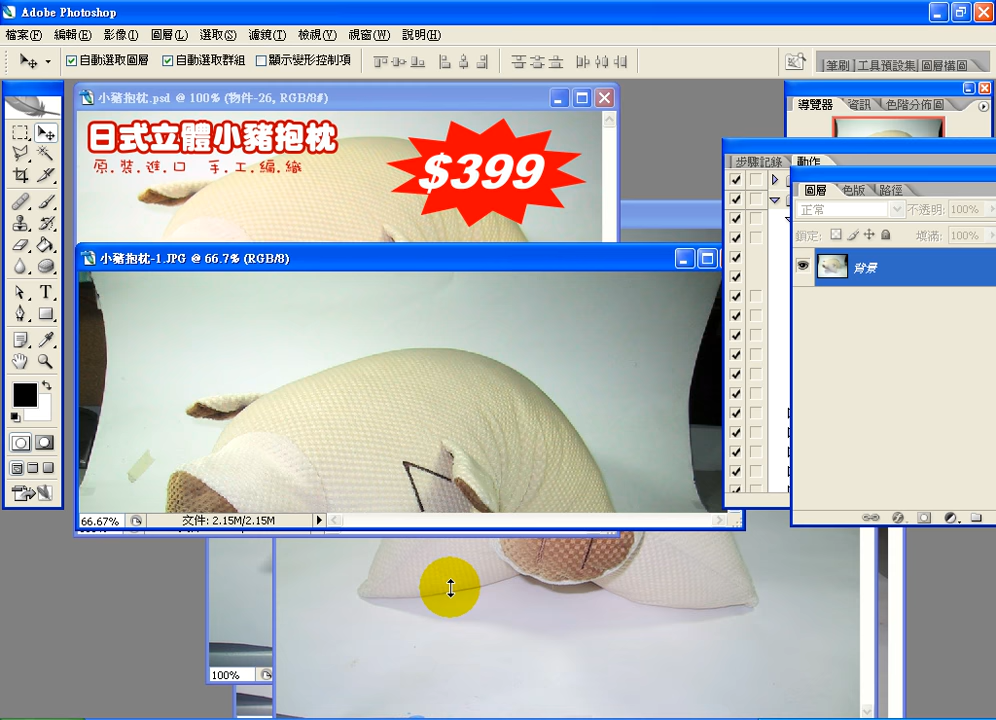 Adobe Photoshop
檔案(F) 編輯(E) 影像(I) 圖層(L) 選取(S) 濾鏡(T) 檢視(V) 視窗(W) 說明(H)
自動選取圖層 自動選取群組 顯示變形控制項
筆刷 工具預設集 圖層構圖
小豬抱枕.psd @ 100% (物件-26, RGB/8#)
導覽器 資訊 色階分佈圖
日式立體小豬抱枕
原.裝.進.口 手.工.編.織
$399
步驟記錄 動作
圖層 色版 路徑
正常 不透明: 100%
鎖定: 填滿: 100%
小豬抱枕-1.JPG @ 66.7% (RGB/8)
背景
66.67% 文件: 2.15M/2.15M
100%